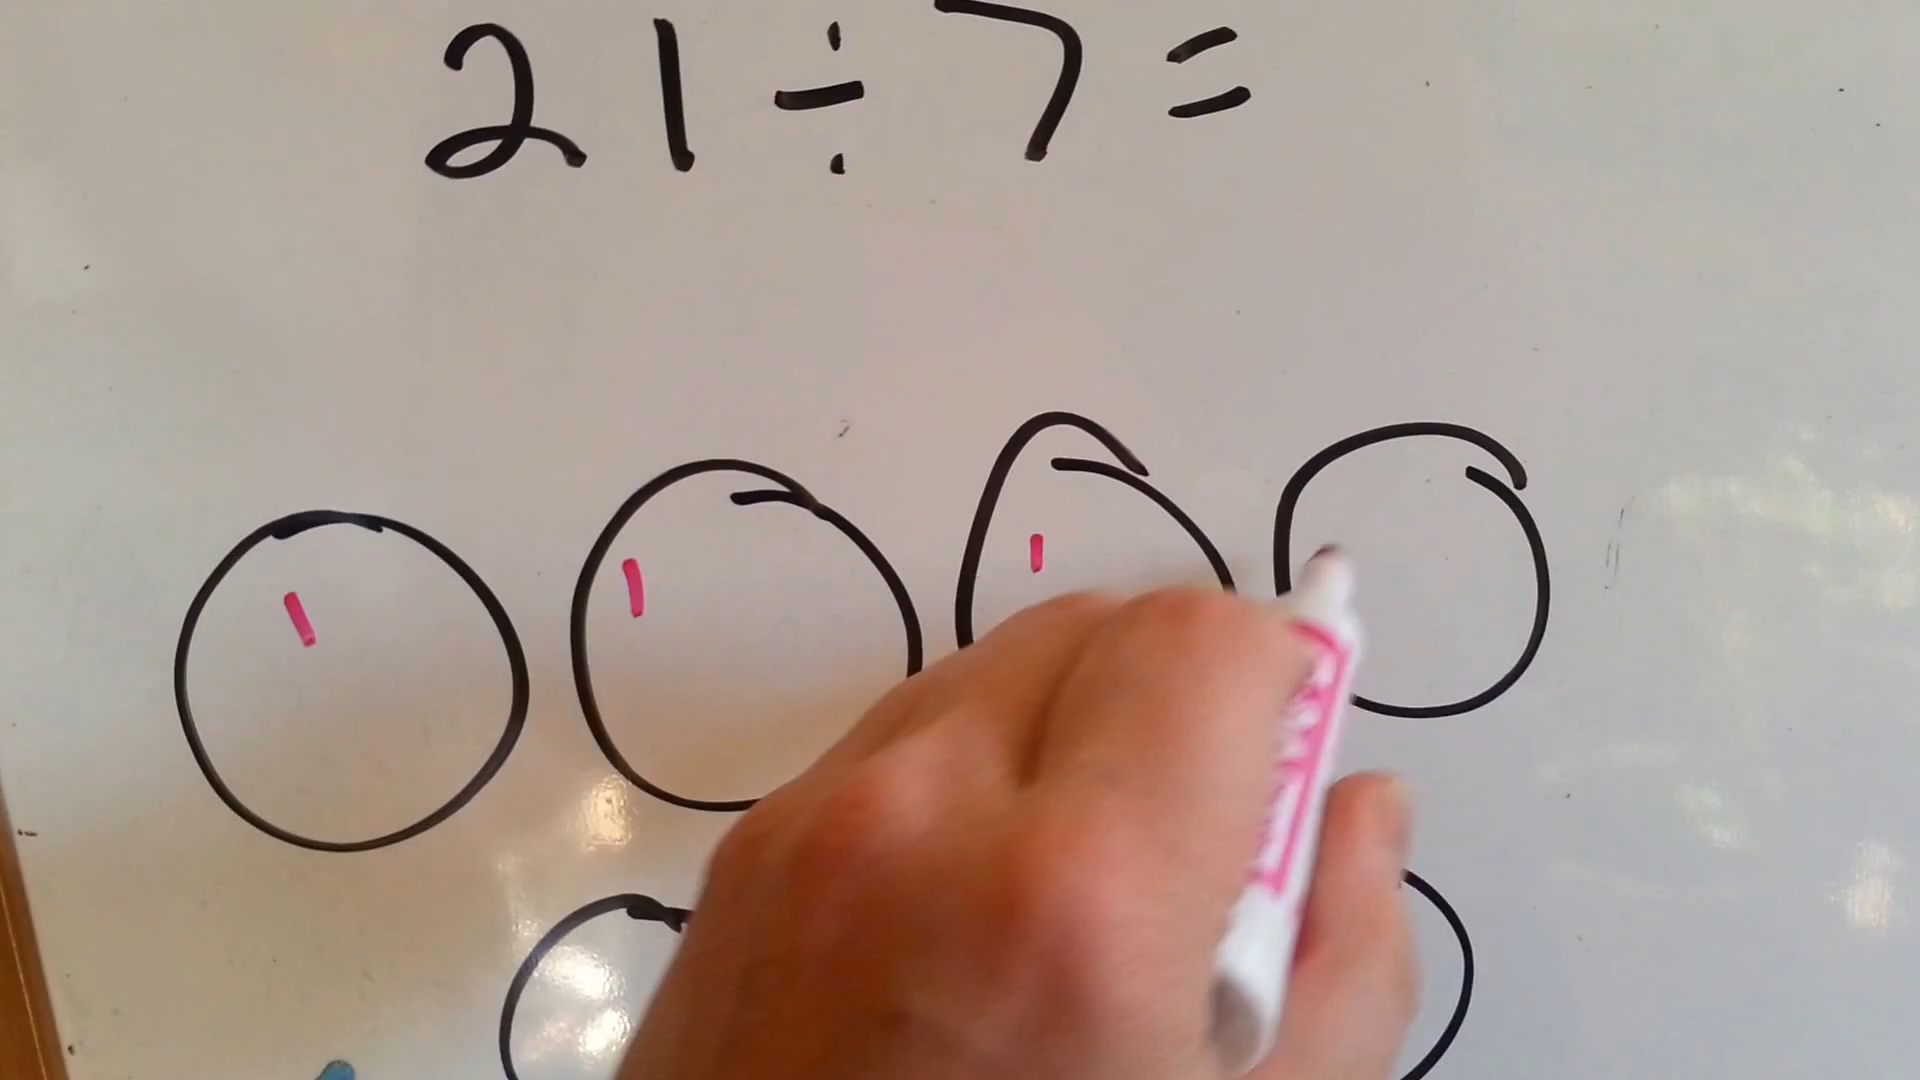 21 ÷ 7 =